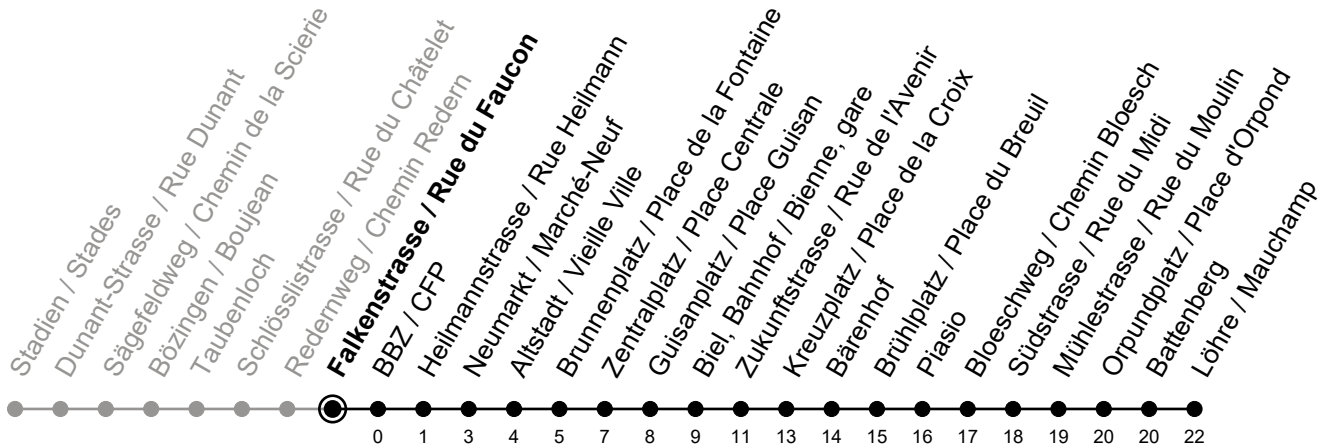 Stadien / Stades
Dunant-Strasse / Rue Dunant
Sägefeldweg / Chemin de la Scierie
Bözingen / Boujean
Taubenloch
Schlösslistrasse / Rue du Châtelet
Redernweg / Chemin Redern
Falkenstrasse / Rue du Faucon
BBZ / CFP
Heilmannstrasse / Rue Heilmann
Neumarkt / Marché-Neuf
Altstadt / Vieille Ville
Brunnenplatz / Place de la Fontaine
Zentralplatz / Place Centrale
Guisanplatz / Place Guisan
Biel, Bahnhof / Bienne, gare
Zukunftstrasse / Rue de l'Avenir
Kreuzplatz / Place de la Croix
Bärenhof
Brühlplatz / Place du Breuil
Piasio
Bloeschweg / Chemin Bloesch
Südstrasse / Rue du Midi
Mühlestrasse / Rue du Moulin
Orpundplatz / Place d'Orpond
Battenberg
Löhre / Mauchamp
0 1 3 4 5 7 8 9 11 13 14 15 16 17 18 19 20 20 22